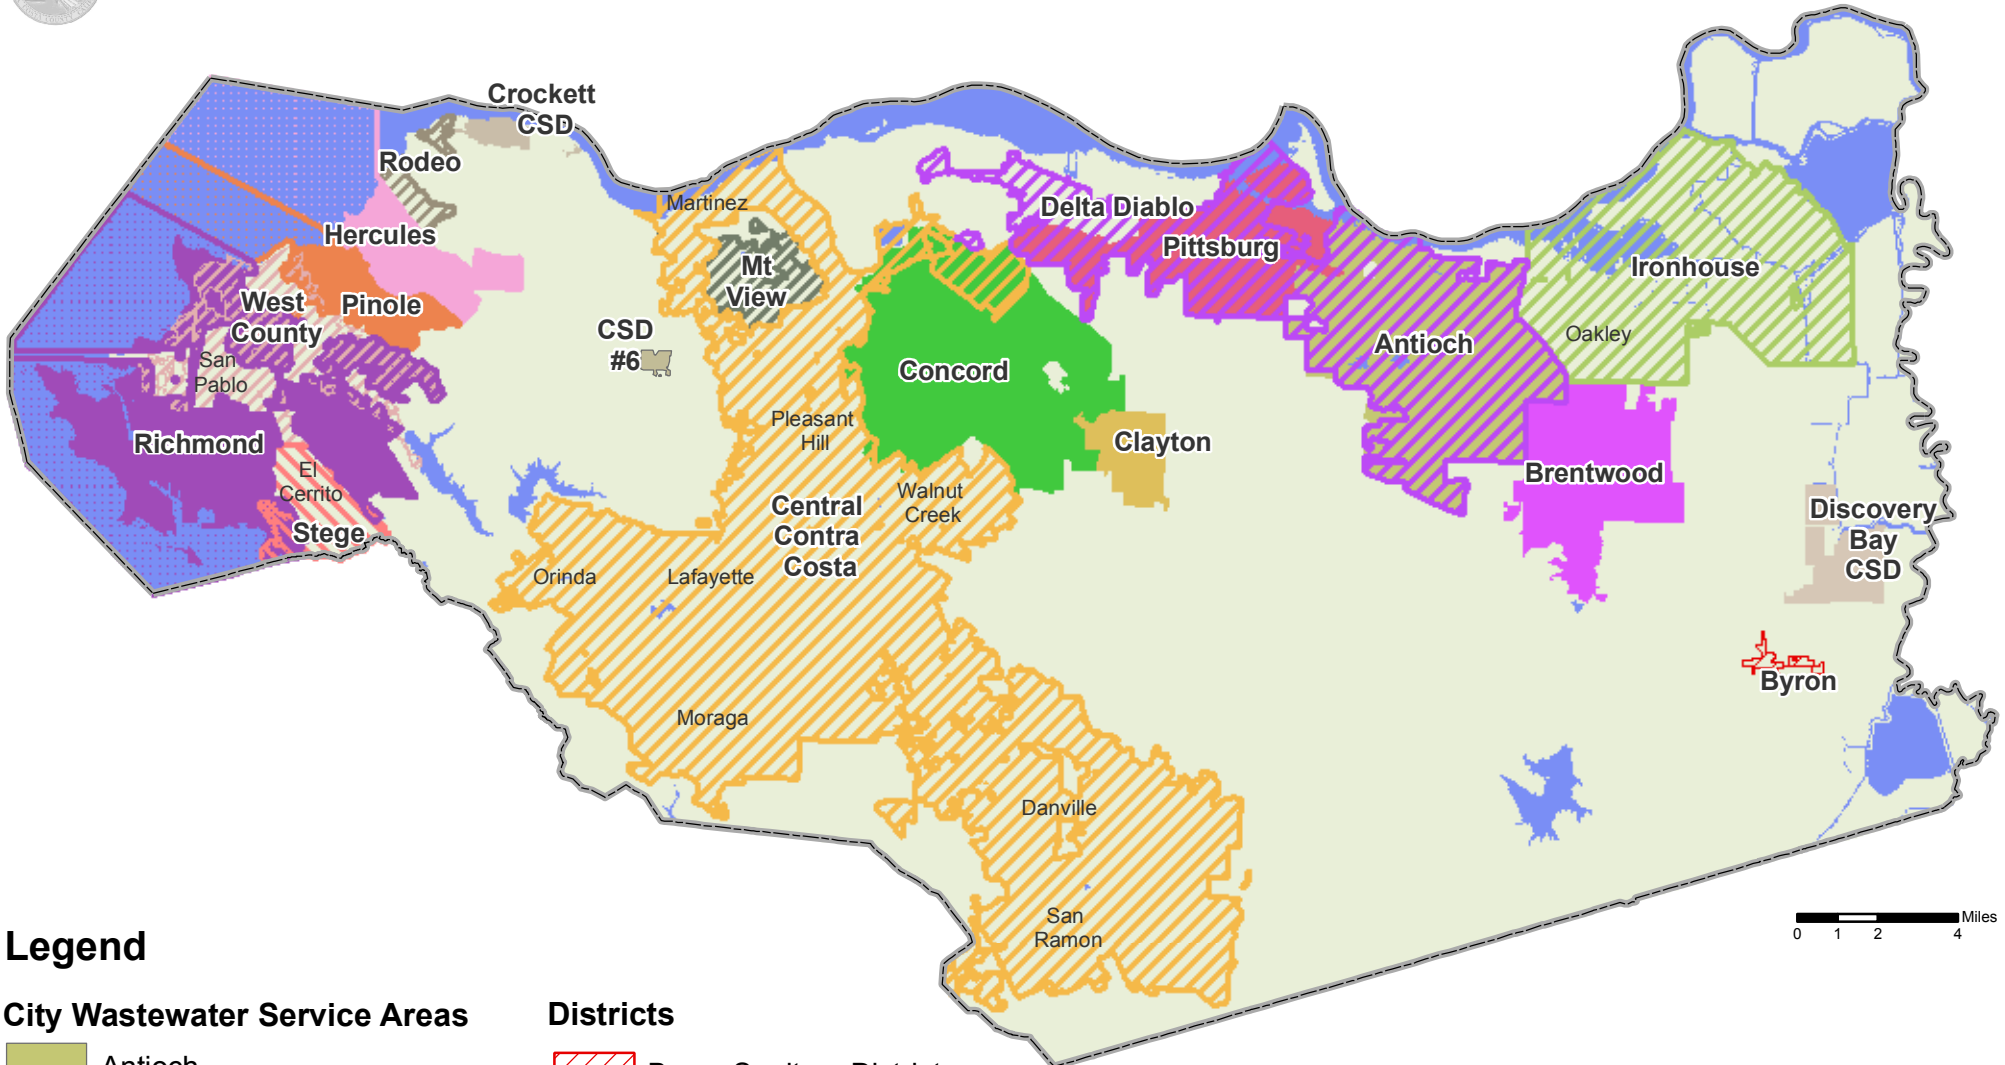 Crockett
CSD
Rodeo
Martinez
Delta Diablo
Hercules
Pittsburg
Ironhouse
Mt
View
West
County
Pinole
CSD
#6
San
Pablo
Concord
Antioch
Oakley
Pleasant
Hill
Richmond
Clayton
El
Cerrito
Brentwood
Walnut
Creek
Central
Contra
Costa
Stege
Discovery
Bay
CSD
Orinda
Lafayette
Byron
Moraga
Danville
San
Ramon
Miles
0 1 2 4
Legend
City Wastewater Service Areas
Districts
Antioch